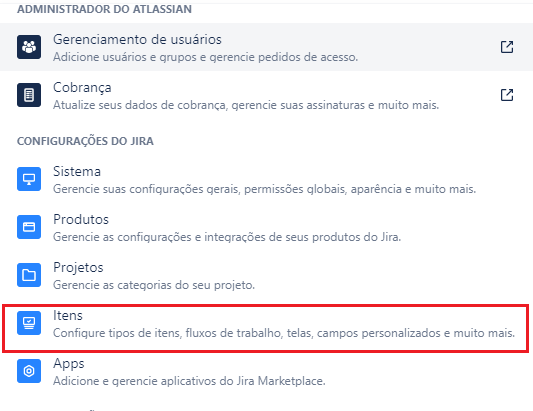 ADMINISTRADOR DO ATLASSIAN
Gerenciamento de usuários
Adicione usuários e grupos e gerencie pedidos de acesso.
Cobrança
Atualize seus dados de cobrança, gerencie suas assinaturas e muito mais.
CONFIGURAÇÕES DO JIRA
Sistema
Gerencie suas configurações gerais, permissões globais, aparência e muito mais.
Produtos
Gerencie as configurações e integrações de seus produtos do Jira.
Projetos
Gerencie as categorias do seu projeto.
Itens
Configure tipos de itens, fluxos de trabalho, telas, campos personalizados e muito mais.
Apps
Adicione e gerencie aplicativos do Jira Marketplace.